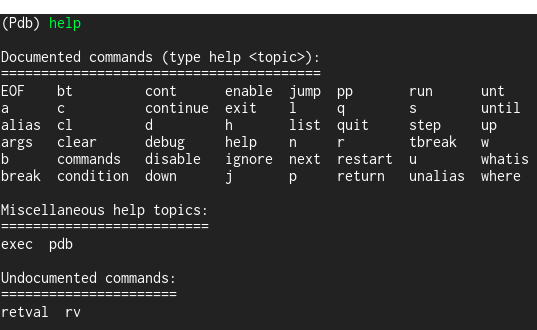 (Pdb) help
Documented commands (type help <topic>):
========================================
EOF    bt         cont      enable  jump  pp       run      unt
a      c          continue  exit    l     q        s        until
alias  cl         d         h       list  quit     step     up
args   clear      debug     help    n     r        tbreak   w
b      commands   disable   ignore  next  restart  u        whatis
break  condition  down      j       p     return   unalias  where
Miscellaneous help topics:
==========================
exec  pdb
Undocumented commands:
======================
retval  rv